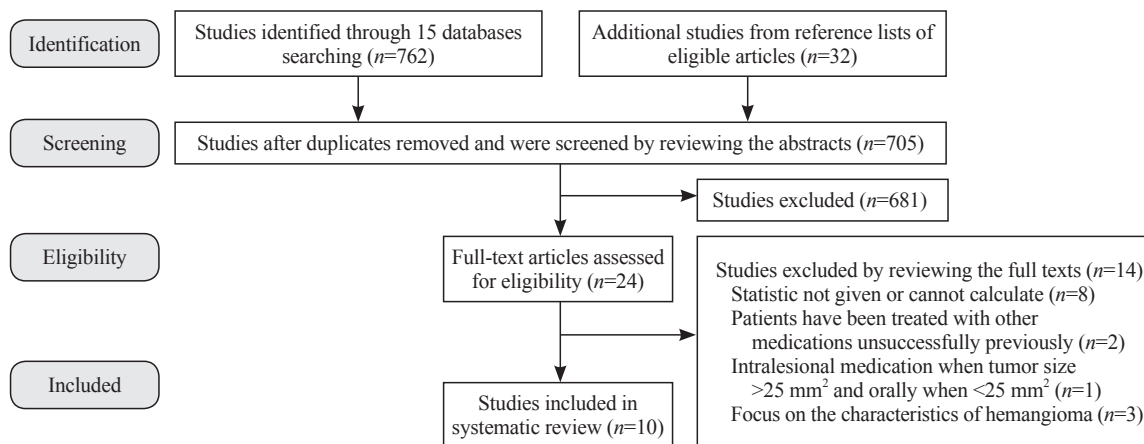 Identification
Studies identified through 15 databases
searching (n=762)
Additional studies from reference lists of
eligible articles (n=32)
Screening
Studies after duplicates removed and were screened by reviewing the abstracts (n=705)
Studies excluded (n=681)
Eligibility
Full-text articles assessed
for eligibility (n=24)
Studies excluded by reviewing the full texts (n=14)
Statistic not given or cannot calculate (n=8)
Patients have been treated with other
medications unsuccessfully previously (n=2)
Intralesional medication when tumor size
>25 mm² and orally when <25 mm² (n=1)
Focus on the characteristics of hemangioma (n=3)
Included
Studies included in
systematic review (n=10)